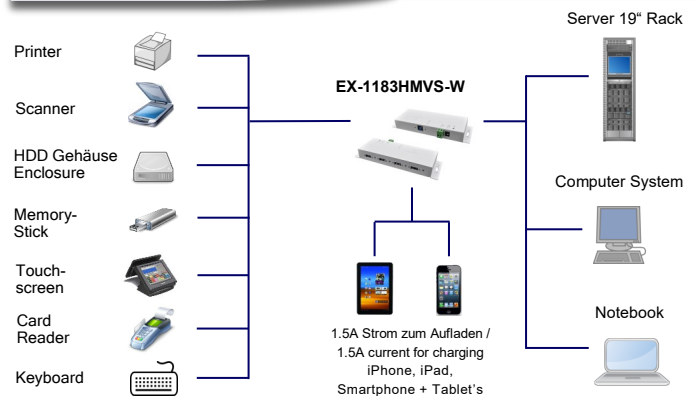 Printer
Scanner
HDD Gehäuse
Enclosure
Memory-
Stick
Touch-
screen
Card
Reader
Keyboard
EX-1183HMVS-W
1.5A Strom zum Aufladen /
1.5A current for charging
iPhone, iPad,
Smartphone + Tablet's
Server 19“ Rack
Computer System
Notebook